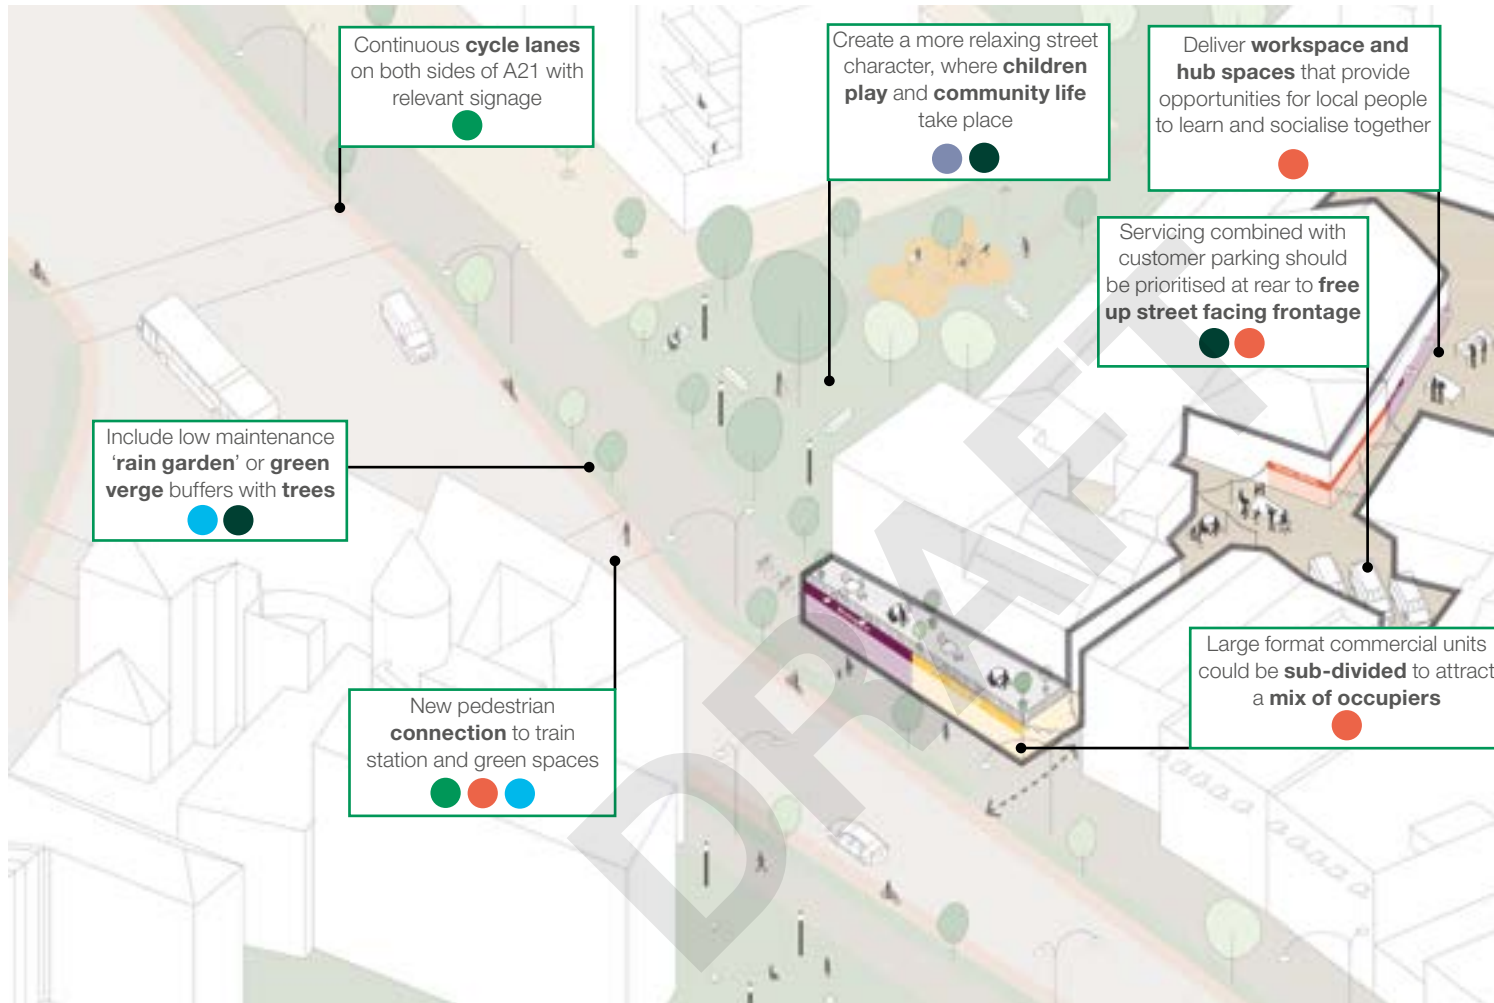 Continuous cycle lanes
on both sides of A21 with
relevant signage
Create a more relaxing street
character, where children
play and community life
take place
Deliver workspace and
hub spaces that provide
opportunities for local people
to learn and socialise together
Servicing combined with
customer parking should
be prioritised at rear to free
up street facing frontage
Include low maintenance
‘rain garden’ or green
verge buffers with trees
New pedestrian
connection to train
station and green spaces
Large format commercial units
could be sub-divided to attract
a mix of occupiers
DRAFT